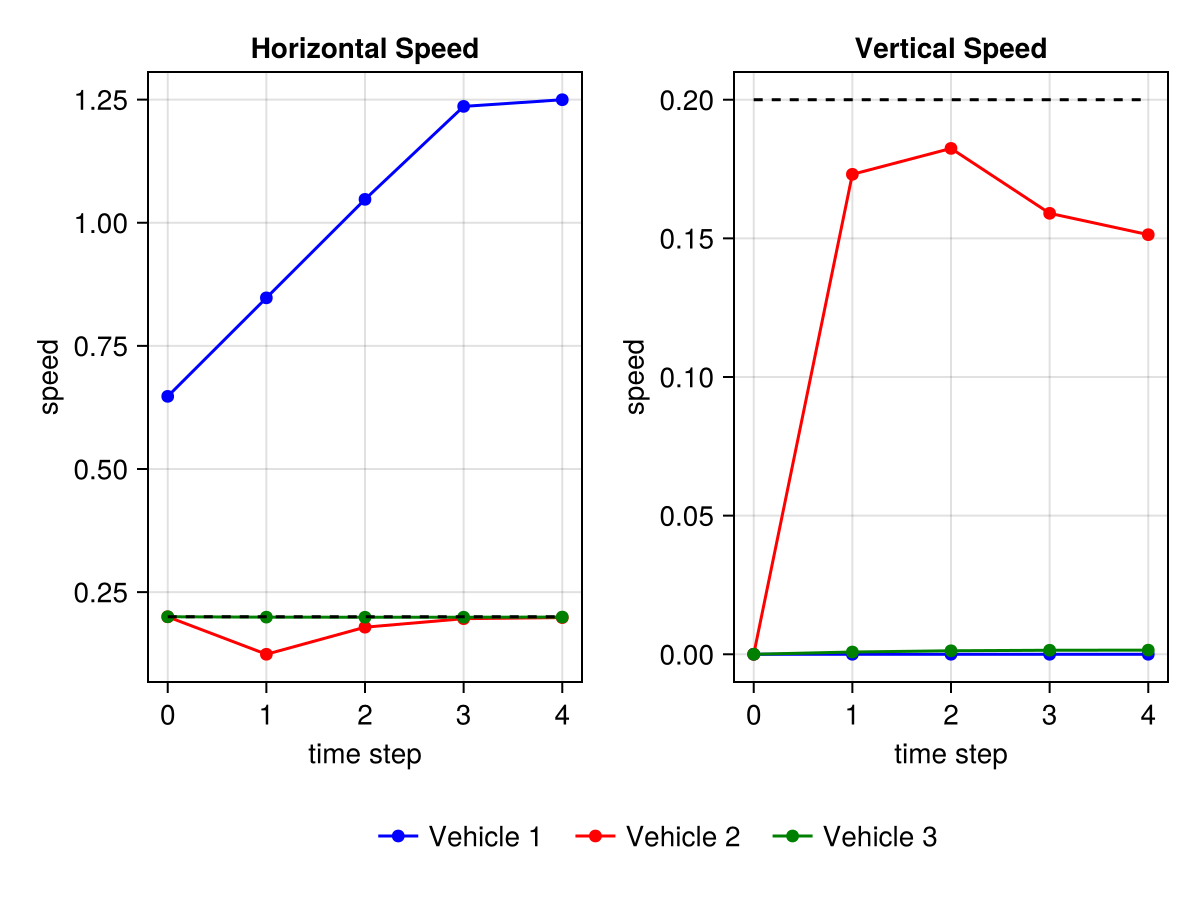 Horizontal Speed
speed
1.25
1.00
0.75
0.50
0.25
0 1 2 3 4
time step
Vertical Speed
speed
0.20
0.15
0.10
0.05
0.00
0 1 2 3 4
time step
Vehicle 1 Vehicle 2 Vehicle 3